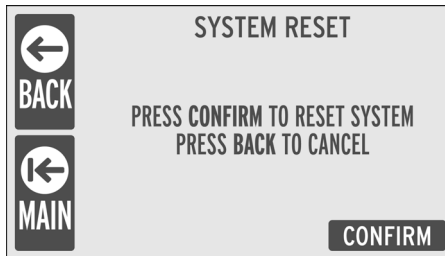 SYSTEM RESET
BACK
PRESS CONFIRM TO RESET SYSTEM
PRESS BACK TO CANCEL
MAIN
CONFIRM